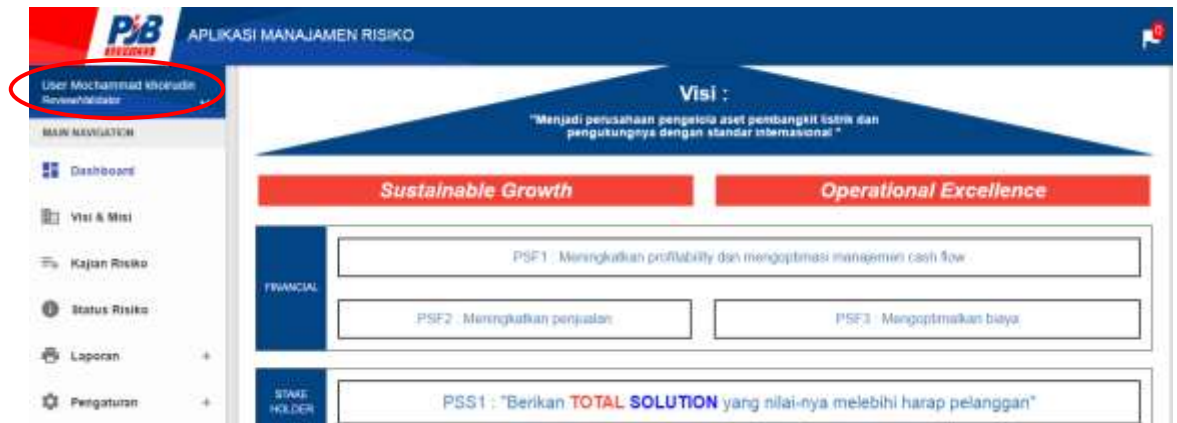 PJB
APLIKASI MANAJAMEN RISIKO
0
User Mochammad khoirudin
ReviewValidator
MAIN NAVIGATION
Dashboard
Visi & Misi
Kajian Risiko
Status Risiko
Laporan +
Pengaturan +
Visi :
"Menjadi perusahaan pengelola aset pembangkit listrik dan
pengukungnya dengan standar internasional "
Sustainable Growth
Operational Excellence
FINANCIAL
PSF1 : Meningkatkan profitability dan mengoptimasi manajemen cash flow
PSF2 : Meningkatkan penjualan
PSF3 : Mengoptimalkan biaya
STAKE
HOLDER
PSS1 : "Berikan TOTAL SOLUTION yang nilai-nya melebihi harap pelanggan"